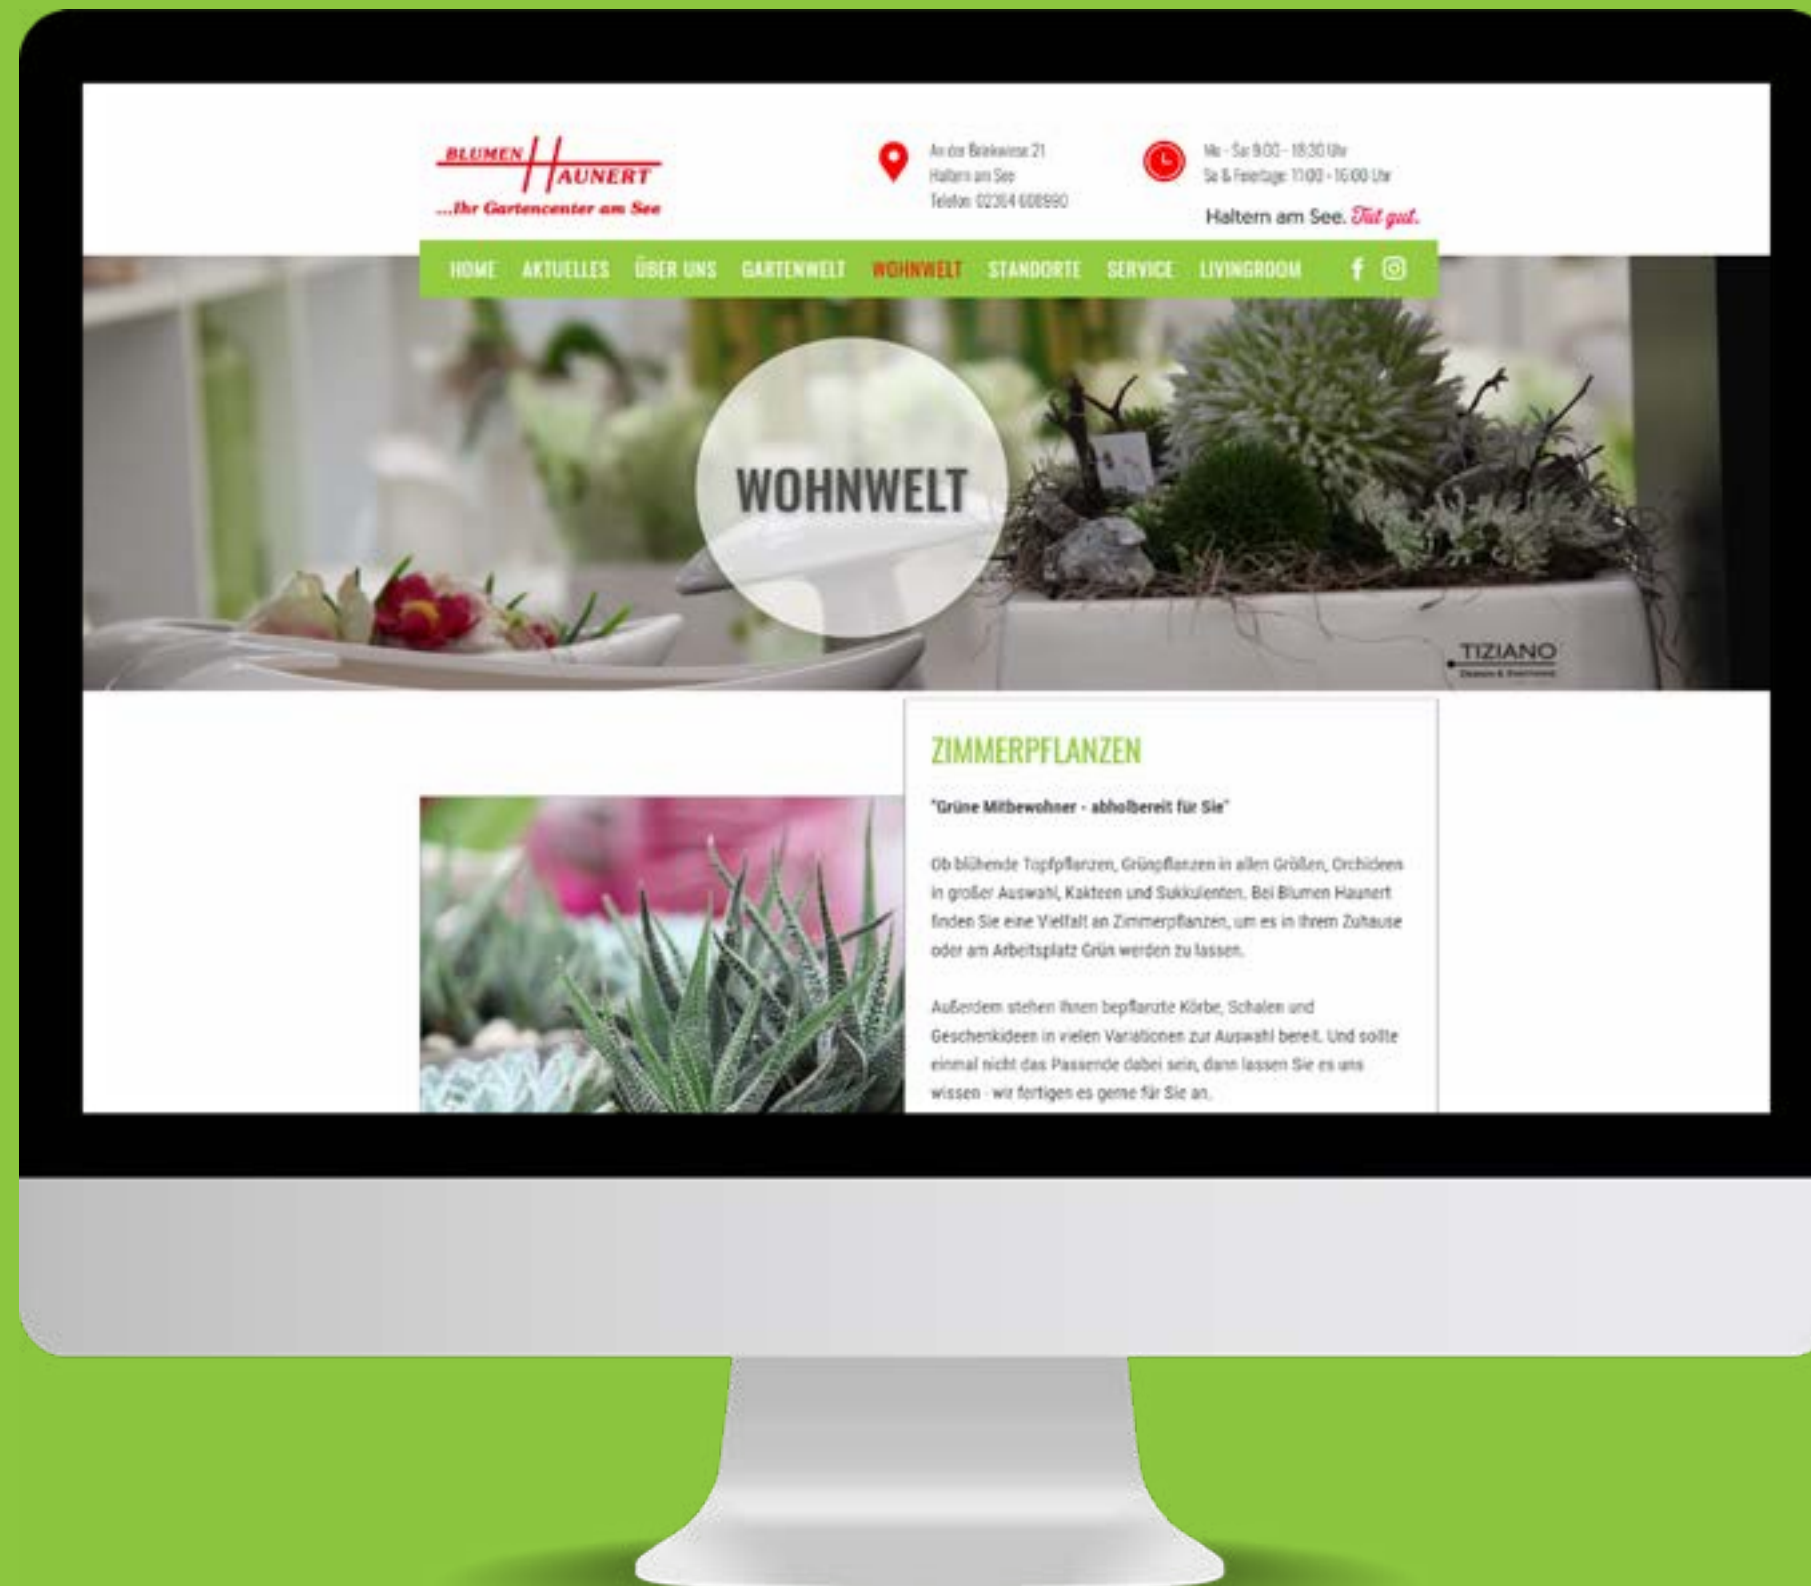 BLUMEN HAUNERT
...Ihr Gartencenter am See
An der Brinkwiese 21
Haltern am See
Telefon: 02364 608990
Mo - Sa: 9:00 - 18:30 Uhr
So & Feiertage: 11:00 - 16:00 Uhr
Haltern am See. Tut gut.
HOME AKTUELLES ÜBER UNS GARTENWELT WOHNWELT STANDORTE SERVICE LIVINGROOM
WOHNWELT
TIZIANO
ZIMMERPFLANZEN
"Grüne Mitbewohner - abholbereit für Sie"
Ob blühende Topfpflanzen, Grünpflanzen in allen Größen, Orchideen
in großer Auswahl, Kakteen und Sukkulenten. Bei Blumen Haunert
finden Sie eine Vielfalt an Zimmerpflanzen, um es in Ihrem Zuhause
oder am Arbeitsplatz Grün werden zu lassen.
Außerdem stehen Ihnen bepflanzte Körbe, Schalen und
Geschenkideen in vielen Variationen zur Auswahl bereit. Und sollte
einmal nicht das Passende dabei sein, dann lassen Sie es uns
wissen - wir fertigen es gerne für Sie an.